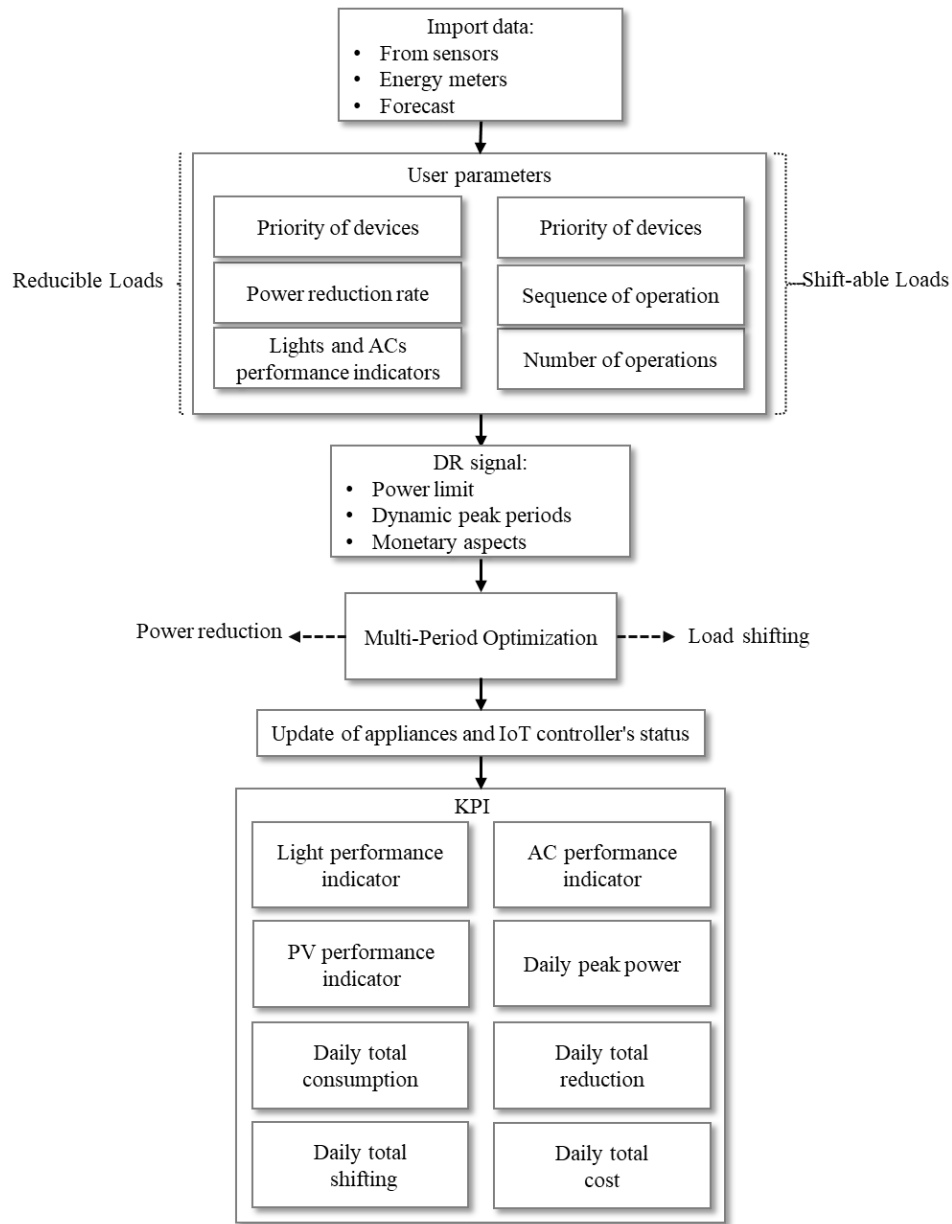 Import data:
• From sensors
• Energy meters
• Forecast
User parameters
Reducible Loads
Priority of devices
Power reduction rate
Lights and ACs
performance indicators
Priority of devices
Sequence of operation
Number of operations
Shift-able Loads
DR signal:
• Power limit
• Dynamic peak periods
• Monetary aspects
Power reduction
Multi-Period Optimization
Load shifting
Update of appliances and IoT controller's status
KPI
Light performance
indicator
AC performance
indicator
PV performance
indicator
Daily peak power
Daily total
consumption
Daily total
reduction
Daily total
shifting
Daily total
cost